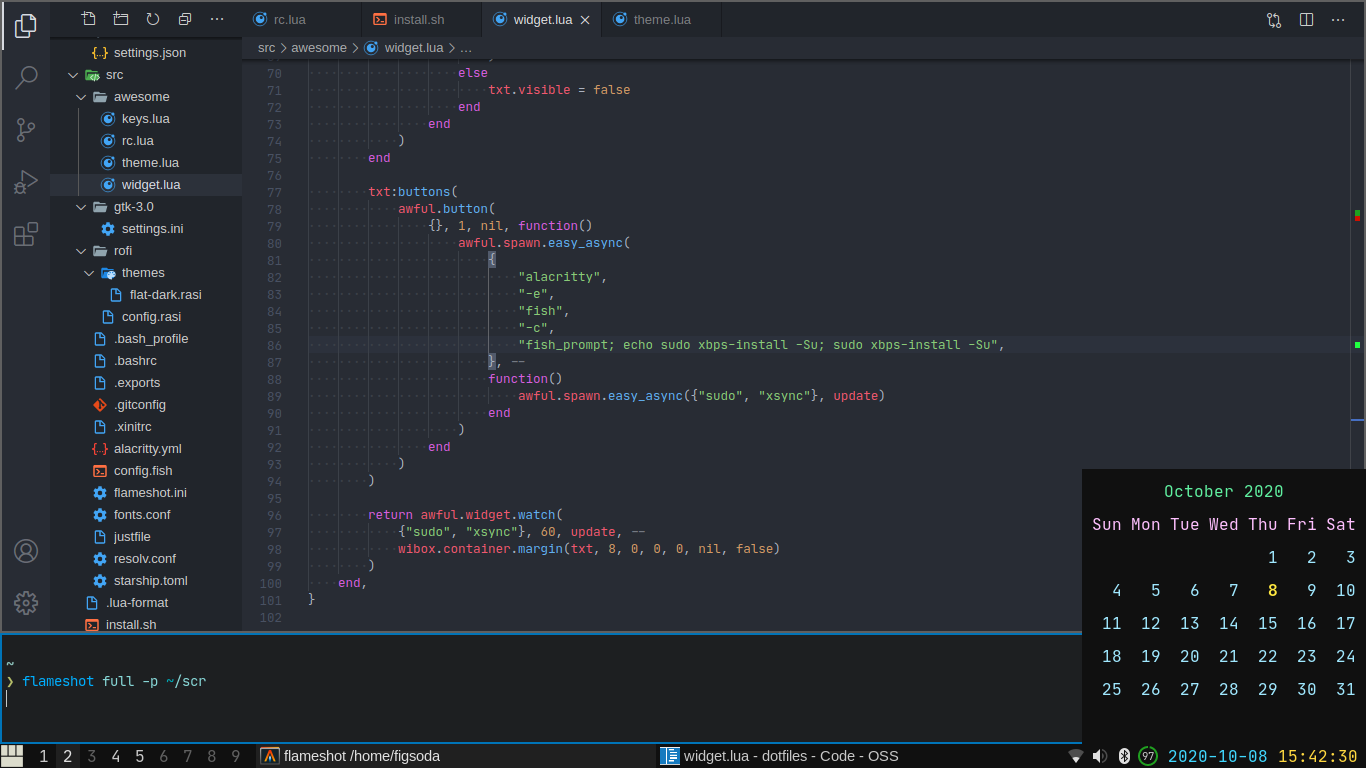 rc.lua
install.sh
widget.lua
theme.lua
src awesome widget.lua …
settings.json
src
awesome
keys.lua
rc.lua
theme.lua
widget.lua
gtk-3.0
settings.ini
rofi
themes
flat-dark.rasi
config.rasi
.bash_profile
.bashrc
.exports
.gitconfig
.xinitrc
alacritty.yml
config.fish
flameshot.ini
fonts.conf
justfile
resolv.conf
starship.toml
.lua-format
install.sh
70 else
71 txt.visible = false
72 end
73 end
74 )
75 end
76
77 txt:buttons(
78 awful.button(
79 {}, 1, nil, function()
80 awful.spawn.easy_async(
81 {
82 "alacritty",
83 "-e",
84 "fish",
85 "-c",
86 "fish_prompt; echo sudo xbps-install -Su; sudo xbps-install -Su",
87 }, --
88 function()
89 awful.spawn.easy_async({"sudo", "xsync"}, update)
90 end
91 )
92 end
93 )
94 )
95
96 return awful.widget.watch(
97 {"sudo", "xsync"}, 60, update, --
98 wibox.container.margin(txt, 8, 0, 0, 0, nil, false)
99 )
100 end,
101 }
102
~
❯ flameshot full -p ~/scr
October 2020
Sun Mon Tue Wed Thu Fri Sat
1 2 3
4 5 6 7 8 9 10
11 12 13 14 15 16 17
18 19 20 21 22 23 24
25 26 27 28 29 30 31
1 2 3 4 5 6 7 8 9
flameshot /home/figsoda
widget.lua - dotfiles - Code - OSS
97
2020-10-08 15:42:30